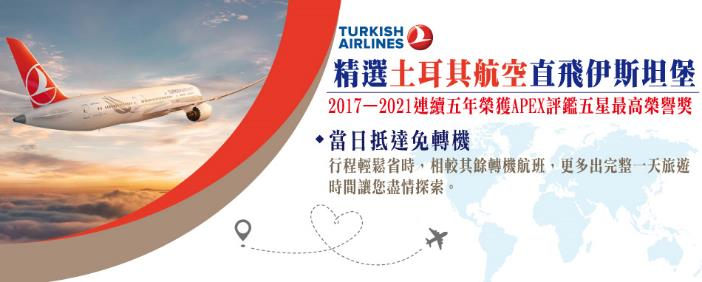 TURKISH
AIRLINES
精選土耳其航空直飛伊斯坦堡
2017—2021連續五年榮獲APEX評鑑五星最高榮譽獎
◆當日抵達免轉機
行程輕鬆省時，相較其餘轉機航班，更多出完整一天旅遊
時間讓您盡情探索。